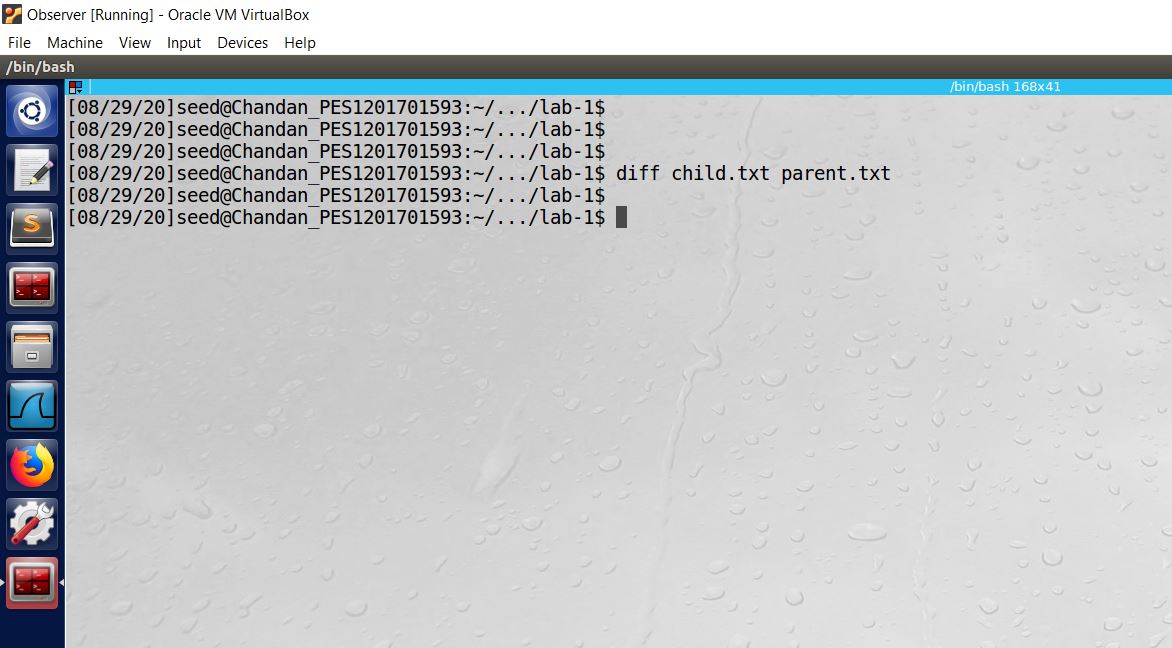 Observer [Running] - Oracle VM VirtualBox
File Machine View Input Devices Help
/bin/bash
/bin/bash 168x41
[08/29/20]seed@Chandan_PES1201701593:~/.../lab-1$
[08/29/20]seed@Chandan_PES1201701593:~/.../lab-1$
[08/29/20]seed@Chandan_PES1201701593:~/.../lab-1$
[08/29/20]seed@Chandan_PES1201701593:~/.../lab-1$ diff child.txt parent.txt
[08/29/20]seed@Chandan_PES1201701593:~/.../lab-1$
[08/29/20]seed@Chandan_PES1201701593:~/.../lab-1$